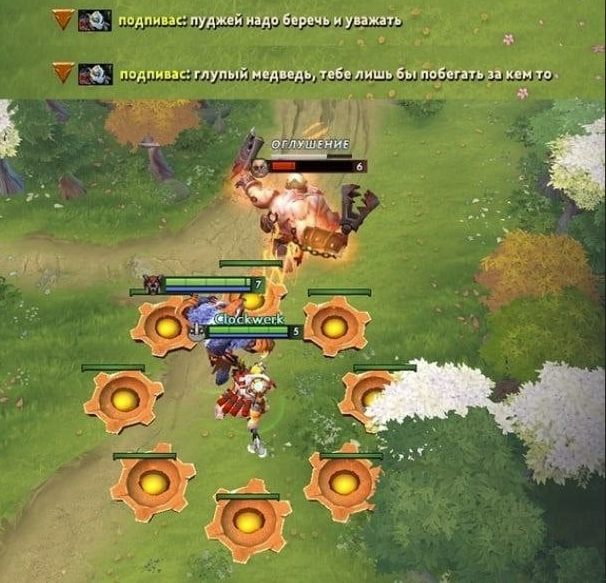 подпивас: пуджей надо беречь и уважать
подпивас: глупый медведь, тебе лишь бы побегать за кем то
ОГЛУШЕНИЕ
6
7
Clockwerk
5